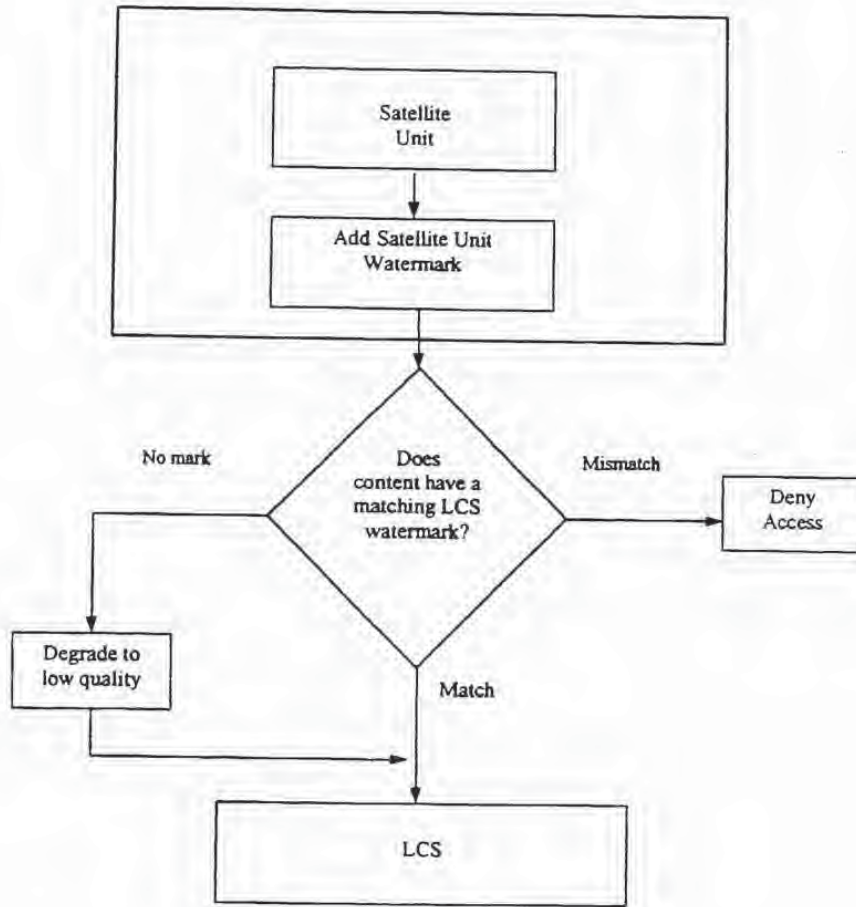 Satellite
Unit
Add Satellite Unit
Watermark
No mark
Does
content have a
matching LCS
watermark?
Mismatch
Deny
Access
Degrade to
low quality
Match
LCS